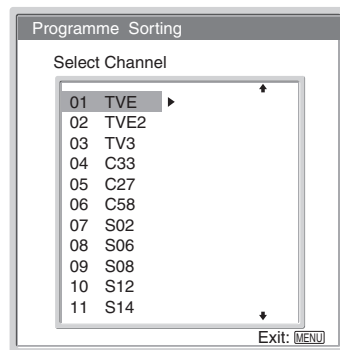 Programme Sorting
Select Channel
01 TVE
02 TVE2
03 TV3
04 C33
05 C27
06 C58
07 S02
08 S06
09 S08
10 S12
11 S14
Exit: MENU